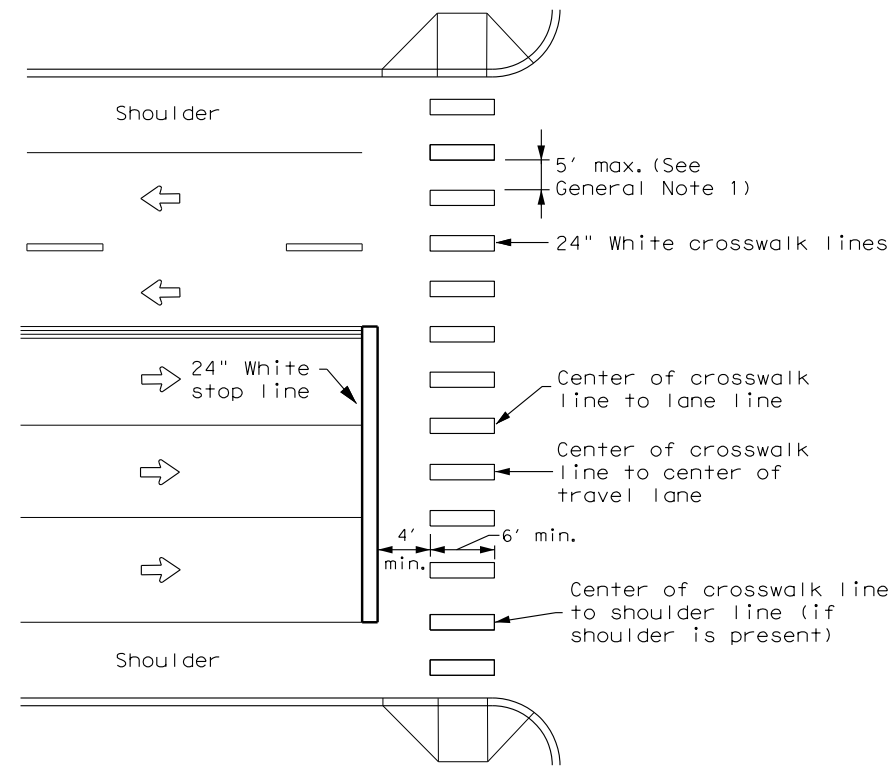 Shoulder
5' max. (See
General Note 1)
24" White crosswalk lines
24" White
stop line
Center of crosswalk
line to lane line
Center of crosswalk
line to center of
travel lane
4'
min.
6' min.
Center of crosswalk line
to shoulder line (if
shoulder is present)
Shoulder